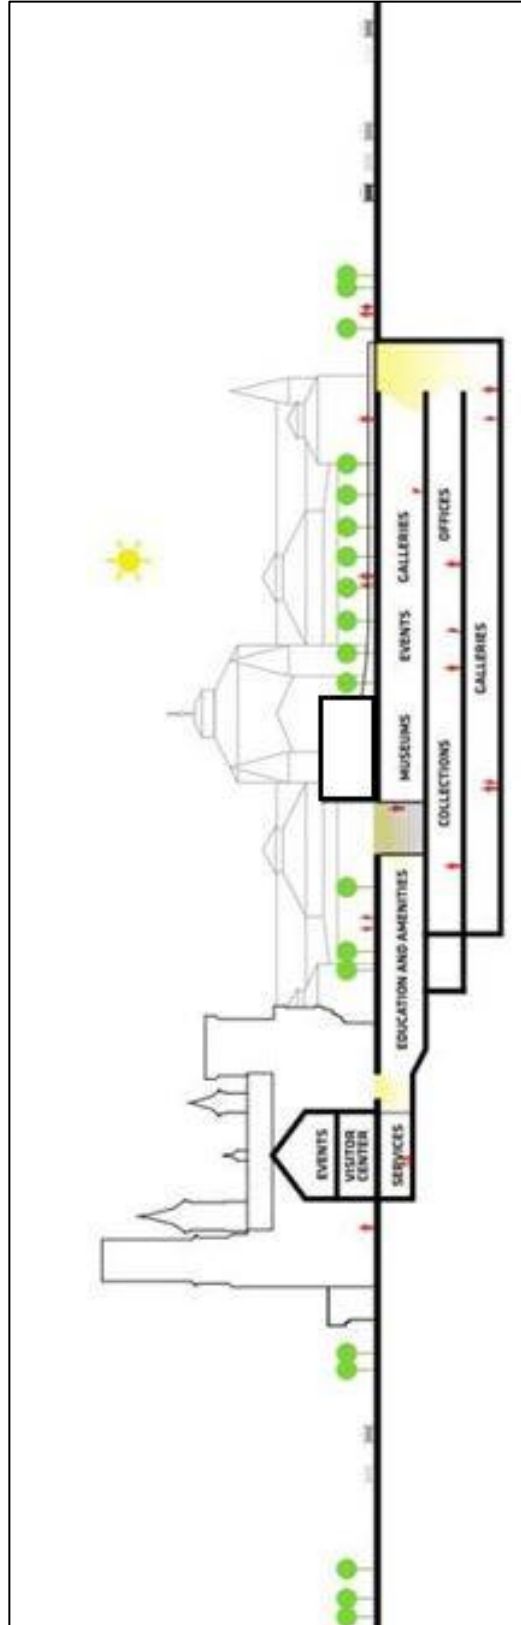 EVENTS
VISITOR
CENTER
SERVICES
EDUCATION AND AMENITIES
MUSEUMS
EVENTS
GALLERIES
COLLECTIONS
OFFICES
GALLERIES